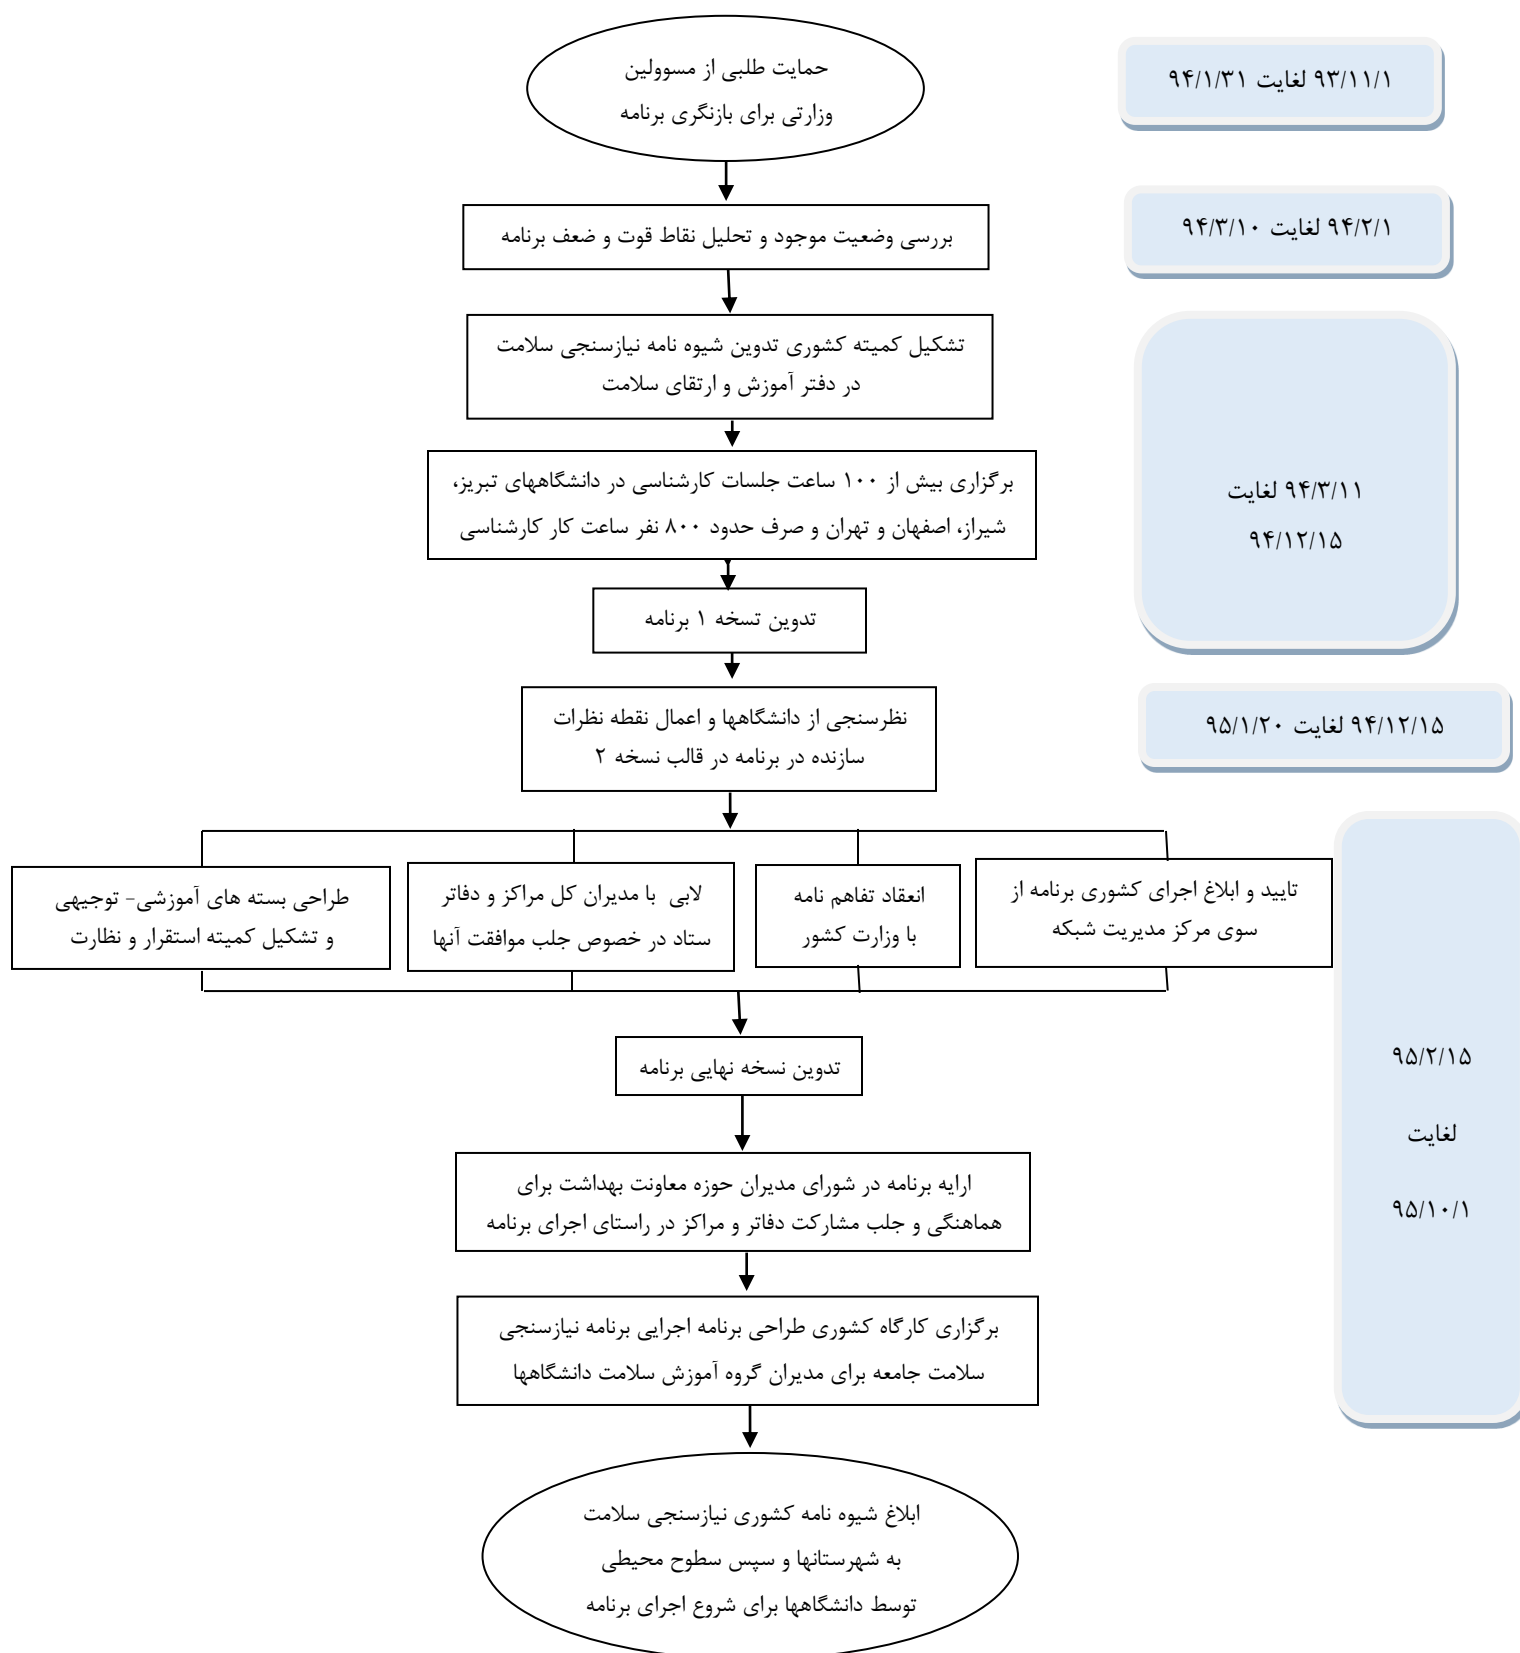 حمایت طلبی از مسوولین
وزارتی برای بازنگری برنامه
۹۳/۱۱/۱ لغایت ۹۴/۱/۳۱
بررسی وضعیت موجود و تحلیل نقاط قوت و ضعف برنامه
۹۴/۲/۱ لغایت ۹۴/۳/۱۰
تشکیل کمیته کشوری تدوین شیوه نامه نیازسنجی سلامت
در دفتر آموزش و ارتقای سلامت
برگزاری بیش از ۱۰۰ ساعت جلسات کارشناسی در دانشگاههای تبریز،
شیراز، اصفهان و تهران و صرف حدود ۸۰۰ نفر ساعت کار کارشناسی
۹۴/۳/۱۱ لغایت
۹۴/۱۲/۱۵
تدوین تسخه ۱ برنامه
نظرسنجی از دانشگاهها و اعمال نقطه نظرات
سازنده در برنامه در قالب نسخه ۲
۹۴/۱۲/۱۵ لغایت ۹۵/۱/۲۰
تایید و ابلاغ اجرای کشوری برنامه از
سوی مرکز مدیریت شبکه
انعقاد تفاهم نامه
با وزارت کشور
لابی با مدیران کل مراکز و دفاتر
ستاد در خصوص جلب موافقت آنها
طراحی بسته های آموزشی- توجیهی
و تشکیل کمیته استقرار و نظارت
تدوین نسخه نهایی برنامه
۹۵/۲/۱۵
لغایت
۹۵/۱۰/۱
ارایه برنامه در شورای مدیران حوزه معاونت بهداشت برای
هماهنگی و جلب مشارکت دفاتر و مراکز در راستای اجرای برنامه
برگزاری کارگاه کشوری طراحی برنامه اجرایی برنامه نیازسنجی
سلامت جامعه برای مدیران گروه آموزش سلامت دانشگاهها
ابلاغ شیوه نامه کشوری نیازسنجی سلامت
به شهرستانها و سپس سطوح محیطی
توسط دانشگاهها برای شروع اجرای برنامه